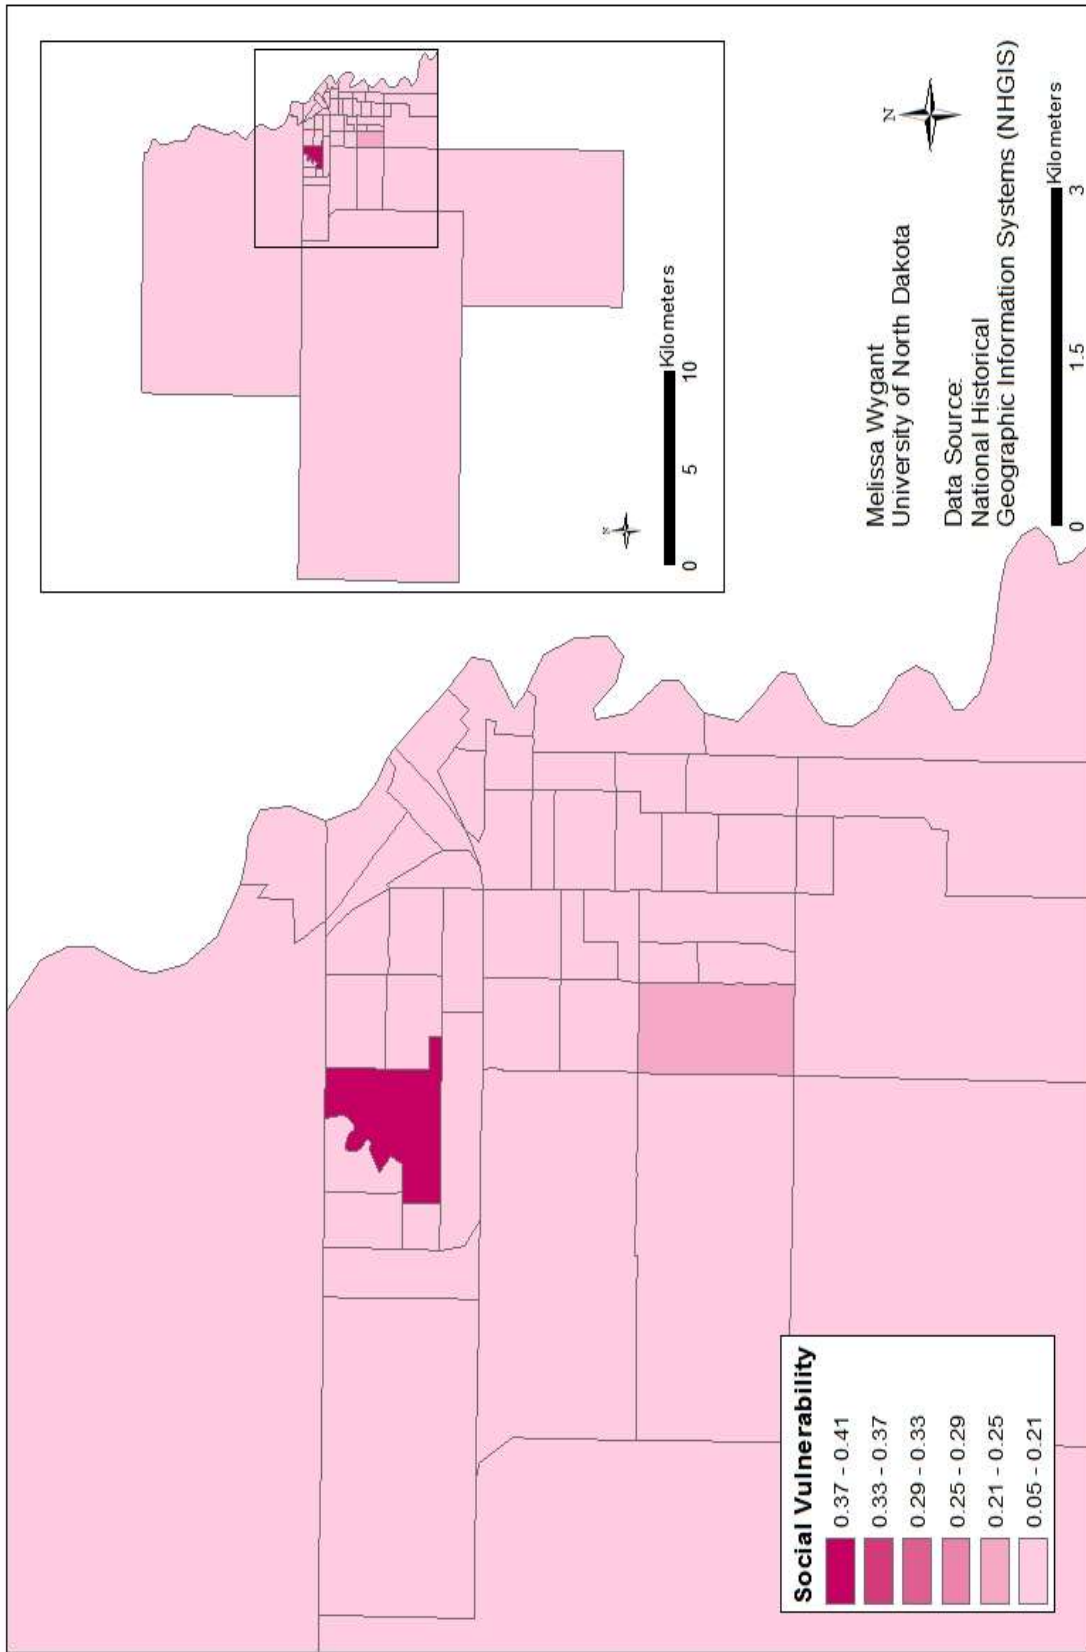 N
0
5
10
Kilometers
Melissa Wygant
University of North Dakota
Data Source:
National Historical
Geographic Information Systems (NHGIS)
N
0
1.5
3
Kilometers
Social Vulnerability
0.37 - 0.41
0.33 - 0.37
0.29 - 0.33
0.25 - 0.29
0.21 - 0.25
0.05 - 0.21